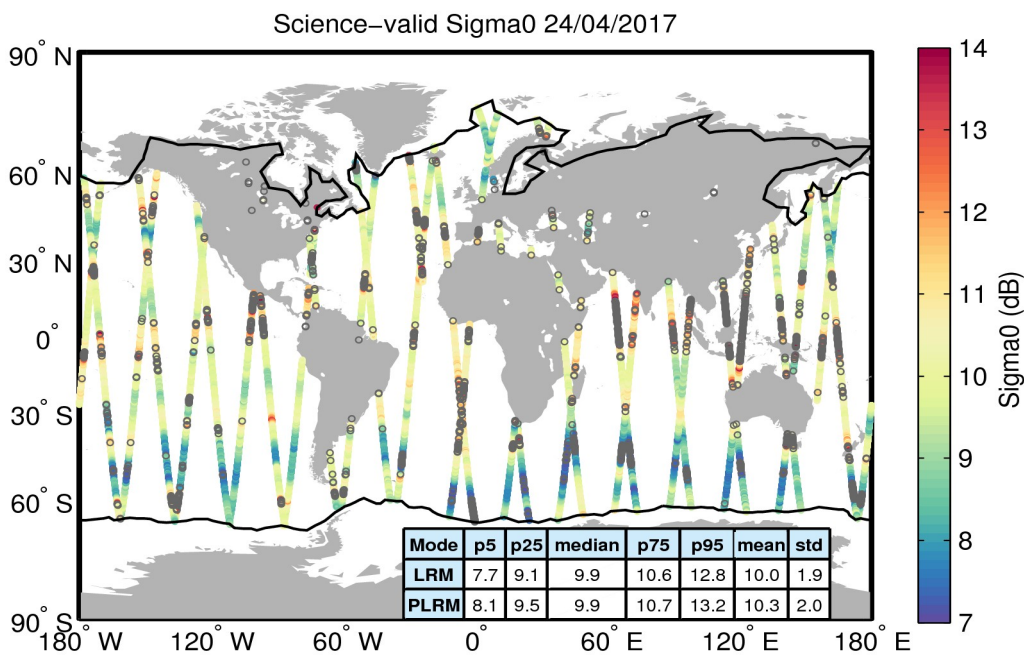 Science−valid Sigma0 24/04/2017
90° N
60° N
30° N
0°
30° S
60° S
90° S
180° W
120° W
60° W
0°
60° E
120° E
180° E
14
13
12
11
10
9
8
7
Sigma0 (dB)
Mode p5 p25 median p75 p95 mean std
LRM 7.7 9.1 9.9 10.6 12.8 10.0 1.9
PLRM 8.1 9.5 9.9 10.7 13.2 10.3 2.0